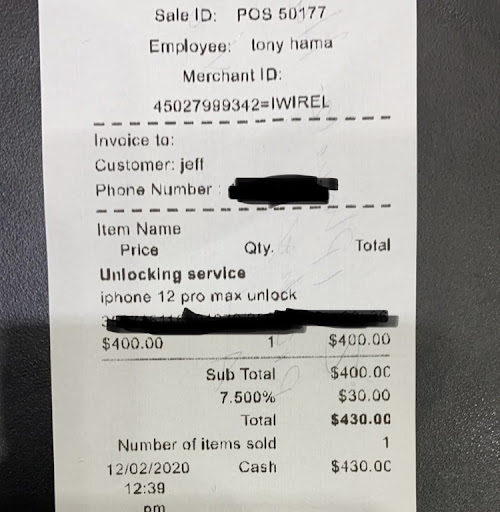 Sale ID: POS 50177
Employee: tony hama
Merchant ID:
45027999342=IWIREL
Invoice to:
Customer: jeff
Phone Number :
Item Name
Price Qty. Total
Unlocking service
iphone 12 pro max unlock
$400.00 1 $400.00
Sub Total $400.00
7.500% $30.00
Total $430.00
Number of items sold 1
12/02/2020 Cash $430.00
12:39
pm